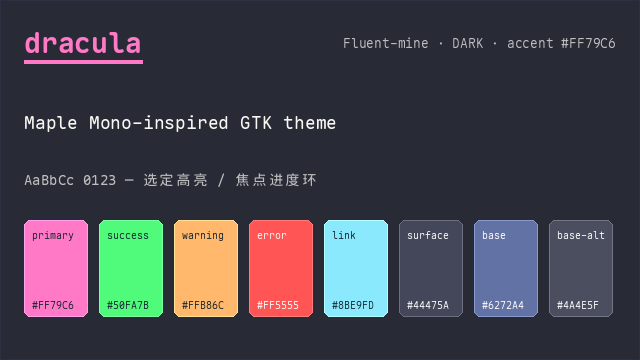 dracula
Fluent-mine · DARK · accent #FF79C6
Maple Mono-inspired GTK theme
AaBbCc 0123 — 选定高亮 / 焦点进度环
primary success warning error link surface base base-alt
#FF79C6 #50FA7B #FFB86C #FF5555 #8BE9FD #44475A #6272A4 #4A4E5F